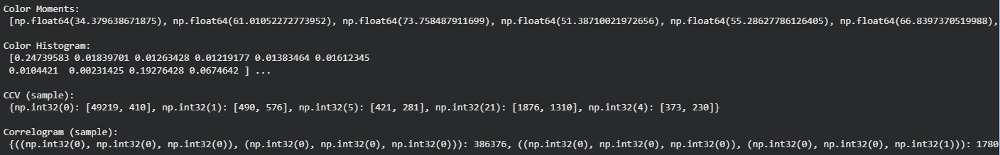 Color Moments:
[np.float64(34.379638671875), np.float64(61.01052272773952), np.float64(73.758487911699), np.float64(51.38710021972656), np.float64(55.28627786126405), np.float64(66.8397370519988),
Color Histogram:
[0.24739583 0.01839701 0.01263428 0.01219177 0.01383464 0.01612345
0.0104421  0.00231425 0.19276428 0.0674642 ] ...
CCV (sample):
{np.int32(0): [49219, 410], np.int32(1): [490, 576], np.int32(5): [421, 281], np.int32(21): [1876, 1310], np.int32(4): [373, 230]}
Correlogram (sample):
{((np.int32(0), np.int32(0), np.int32(0)), (np.int32(0), np.int32(0), np.int32(0))): 386376, ((np.int32(0), np.int32(0), np.int32(0)), (np.int32(0), np.int32(0), np.int32(1))): 1780